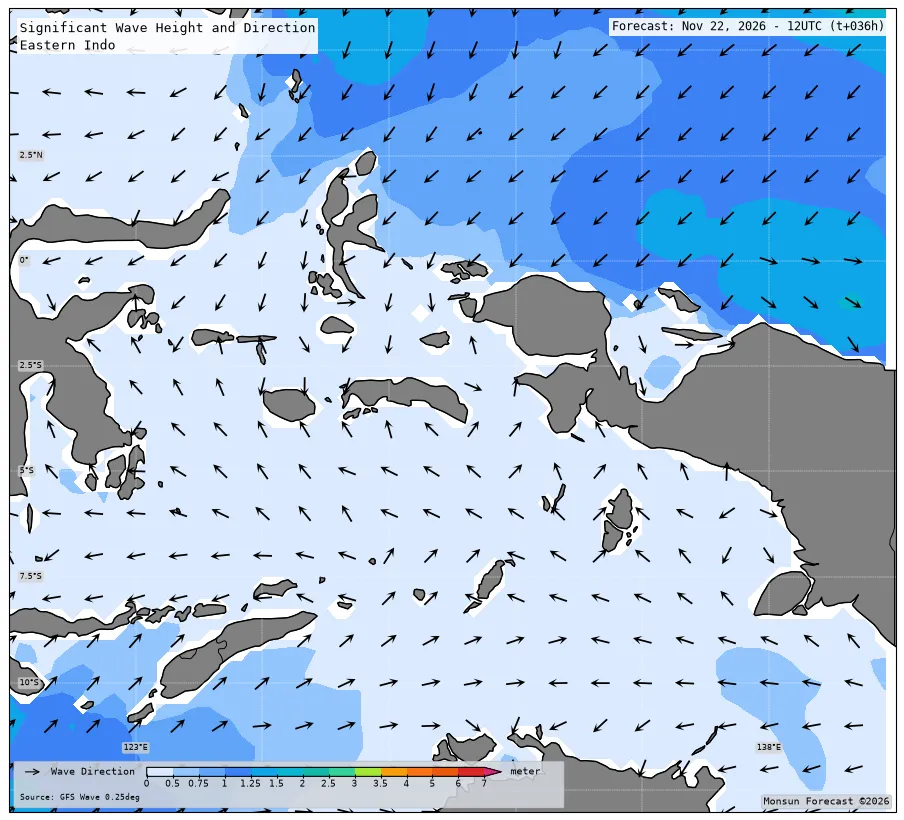 Significant Wave Height and Direction
Eastern Indo
Forecast: Nov 22, 2026 - 12UTC (t+036h)
2.5°N
0°
2.5°S
5°S
7.5°S
10°S
123°E
138°E
Wave Direction
meter
0 0.5 0.75 1 1.25 1.5 2 2.5 3 3.5 4 5 6 7
Source: GFS Wave 0.25deg
Monsun Forecast ©2026